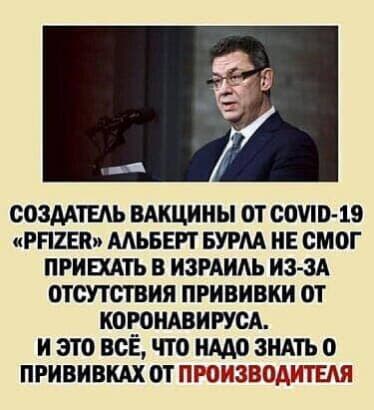 СОЗДАТЕЛЬ ВАКЦИНЫ ОТ COVID-19
«PFIZER» АЛЬБЕРТ БУРЛА НЕ СМОГ
ПРИЕХАТЬ В ИЗРАИЛЬ ИЗ-ЗА
ОТСУТСТВИЯ ПРИВИВКИ ОТ
КОРОНАВИРУСА.
И ЭТО ВСЁ, ЧТО НАДО ЗНАТЬ О
ПРИВИВКАХ ОТ ПРОИЗВОДИТЕЛЯ